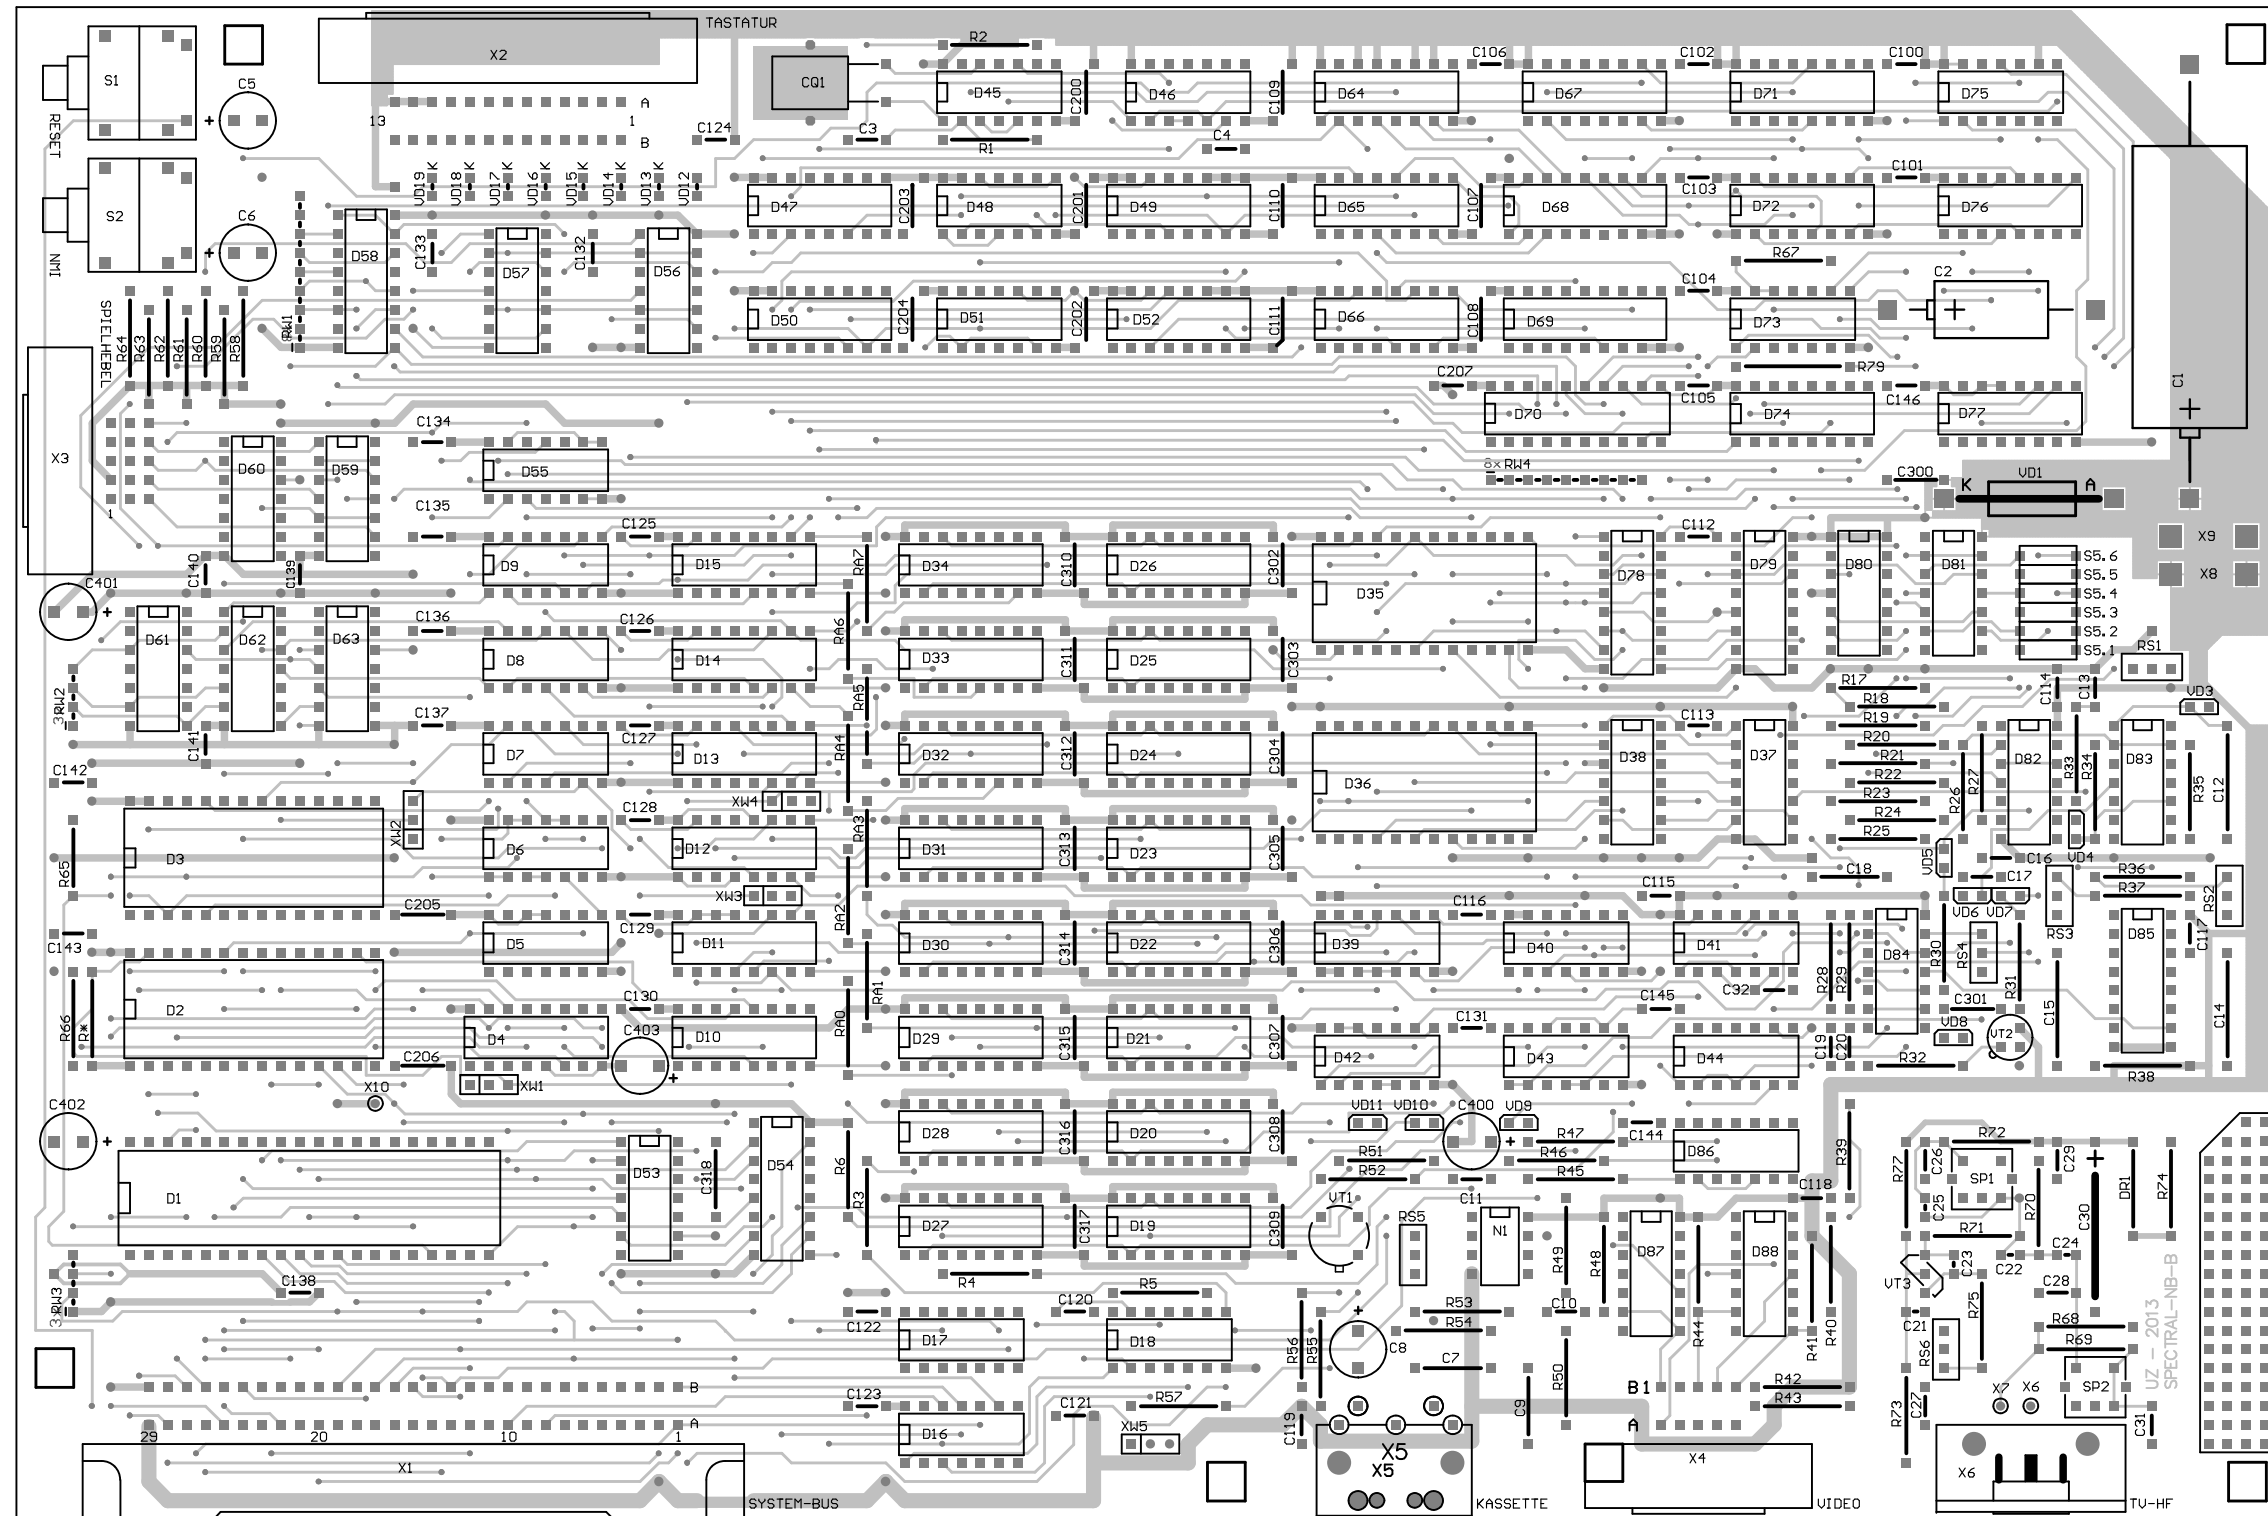 TASTATUR
X2
S1
C5
+
RESET
A
13
1
B
C124
CQ1
R2
D45
C200
D46
C109
D64
C106
D67
C102
D71
C100
D75
C3
R1
C4
S2
C6
+
NMI
VD19
K
VD18
K
VD17
K
VD16
K
VD15
K
VD14
K
VD13
K
VD12
D47
C203
D48
C201
D49
C110
D65
C107
D68
C103
D72
C101
D76
D58
C133
D57
C132
D56
R67
C2
+
C104
D50
C204
D51
C202
D52
C111
D66
C108
D69
D73
C1
+
SPIELHEBEL
R64
R63
R62
R61
R60
R59
R58
R79
C207
D70
C105
D74
C146
D77
X3
1
D60
D59
C134
D55
C135
8xRW4
C300
K
VD1
A
X9
X8
C401
+
C140
C139
D9
C125
D15
RA7
D34
C310
D26
C302
D35
D78
C112
D79
D80
D81
S5.6
S5.5
S5.4
S5.3
S5.2
S5.1
RS1
D61
D62
D63
C136
D8
C126
D14
RA6
D33
C311
D25
C303
R17
R18
R19
R20
R21
R22
R23
R24
R25
C114
C13
VD3
C141
C137
D7
C127
D13
RA5
RA4
D32
C312
D24
C304
D36
D38
C113
D37
R26
R27
D82
R33
R34
D83
R35
C12
C142
R65
D3
XW2
XW4
D6
C128
D12
RA3
D31
C313
D23
C305
VD5
C16
VD4
C18
C17
R36
R37
RS2
XW3
C205
C143
D5
C129
D11
RA2
D30
C314
D22
C306
D39
C116
D40
C115
D41
VD6
VD7
RS3
D84
R30
RS4
R31
D85
C117
R66
R*
D2
D4
C130
C403
+
D10
RA1
RA0
D29
C315
D21
C307
D42
C131
D43
C145
C32
D44
R28
R29
C19
C20
C301
VD8
VT2
R32
C15
C14
R38
C206
XW1
X10
C402
+
D1
D53
C318
D54
R6
R3
D28
C316
D20
C308
VD11
VD10
C400
+
VD9
R47
R46
R45
C144
D86
R39
R51
R52
C11
VT1
RS5
N1
R49
R48
D87
D88
C118
R77
C26
R72
C29
+
SP1
C25
R70
C30
DR1
R74
R71
C24
VT3
C23
C22
C28
R75
C21
RS6
R68
R69
SP2
UZ - 2013
SPECTRAL-NB-B
D27
C317
D19
C309
R4
R5
C138
C122
D17
C120
D18
R56
R55
+
C8
R53
R54
C7
C10
R50
R44
R41
R40
B
A
29
20
10
1
X1
SYSTEM-BUS
C123
D16
C121
R57
XW5
C119
X5
X5
KASSETTE
C9
B1
A
R42
R43
X4
VIDEO
R73
C27
X7
X6
C31
X6
TV-HF